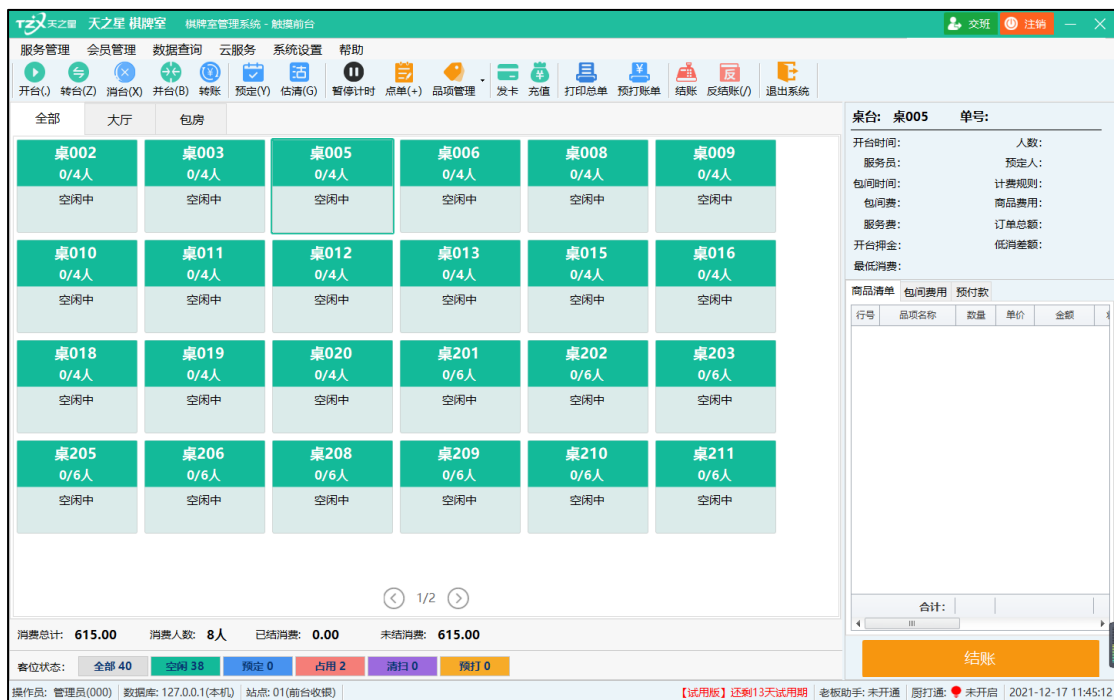 TZX天之星 天之星 棋牌室 棋牌室管理系统 - 触摸前台 交班 注销
服务管理 会员管理 数据查询 云服务 系统设置 帮助
开台(.) 转台(Z) 消台(X) 并台(B) 转账 预定(Y) 估清(G) 暂停计时 点单(+) 品项管理 发卡 充值 打印总单 预打账单 结账 反结账(/) 退出系统
全部 大厅 包房
桌002 桌003 桌005 桌006 桌008 桌009
0/4人 0/4人 0/4人 0/4人 0/4人 0/4人
空闲中 空闲中 空闲中 空闲中 空闲中 空闲中
桌010 桌011 桌012 桌013 桌015 桌016
0/4人 0/4人 0/4人 0/4人 0/4人 0/4人
空闲中 空闲中 空闲中 空闲中 空闲中 空闲中
桌018 桌019 桌020 桌201 桌202 桌203
0/4人 0/4人 0/4人 0/6人 0/6人 0/6人
空闲中 空闲中 空闲中 空闲中 空闲中 空闲中
桌205 桌206 桌208 桌209 桌210 桌211
0/6人 0/6人 0/6人 0/6人 0/6人 0/6人
空闲中 空闲中 空闲中 空闲中 空闲中 空闲中
1/2
消费总计: 615.00 消费人数: 8人 已结消费: 0.00 未结消费: 615.00
客位状态: 全部 40 空闲 38 预定 0 占用 2 清扫 0 预打 0
桌台: 桌005 单号:
开台时间: 人数:
服务员: 预定人:
包间时间: 计费规则:
包间费: 商品费用:
服务费: 订单总额:
开台押金: 低消差额:
最低消费:
商品清单 包间费用 预付款
行号 品项名称 数量 单价 金额
合计:
结账
操作员: 管理员(000) 数据库: 127.0.0.1(本机) 站点: 01(前台收银) 【试用版】还剩13天试用期 老板助手: 未开通 厨打通: 未开启 2021-12-17 11:45:12